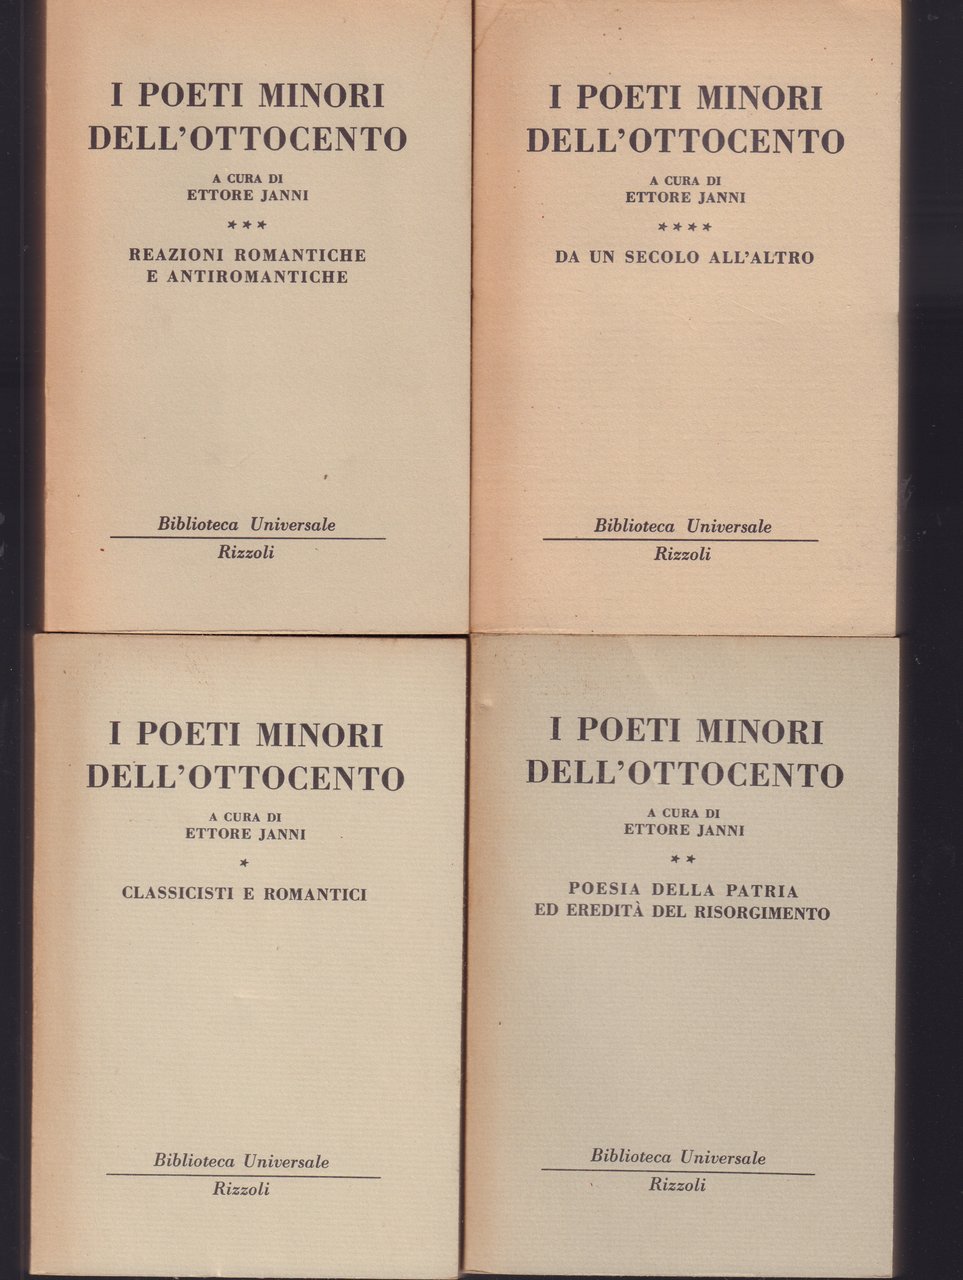 I POETI MINORI
DELL'OTTOCENTO
A CURA DI
ETTORE JANNI
★★★
REAZIONI ROMANTICHE
E ANTIROMANTICHE
Biblioteca Universale
Rizzoli
I POETI MINORI
DELL'OTTOCENTO
A CURA DI
ETTORE JANNI
★★★★
DA UN SECOLO ALL'ALTRO
Biblioteca Universale
Rizzoli
I POETI MINORI
DELL'OTTOCENTO
A CURA DI
ETTORE JANNI
★
CLASSICISTI E ROMANTICI
Biblioteca Universale
Rizzoli
I POETI MINORI
DELL'OTTOCENTO
A CURA DI
ETTORE JANNI
★★
POESIA DELLA PATRIA
ED EREDITÀ DEL RISORGIMENTO
Biblioteca Universale
Rizzoli